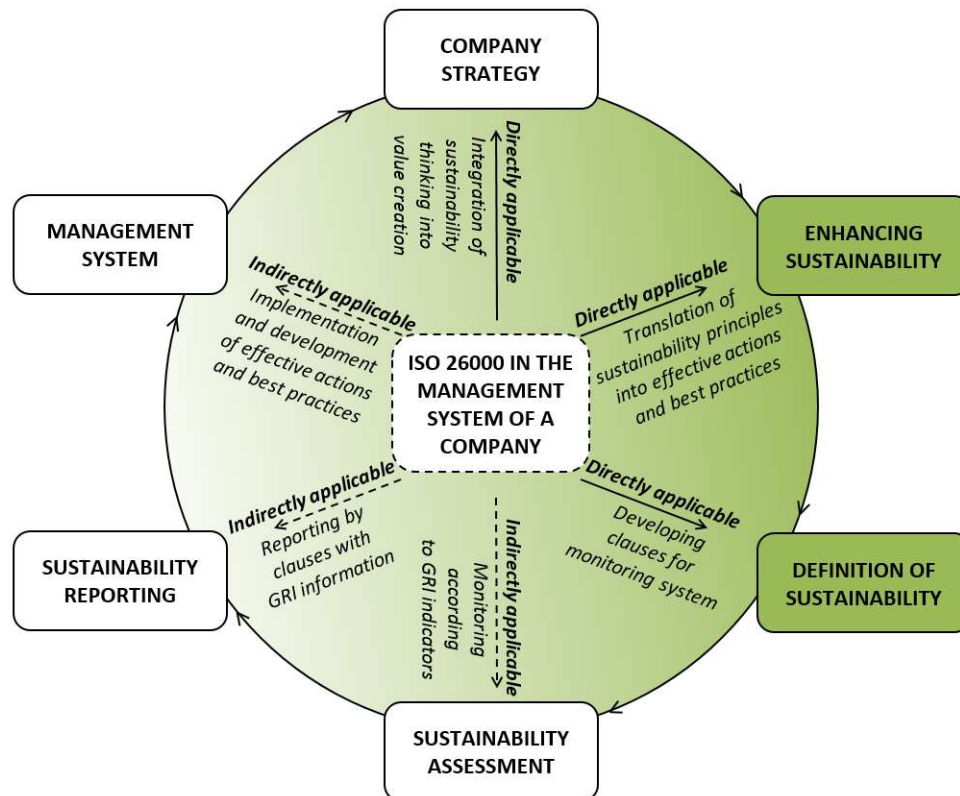 COMPANY
STRATEGY
Directly applicable
Integration of
sustainability
thinking into
value creation
ENHANCING
SUSTAINABILITY
Directly applicable
Translation of
sustainability principles
into effective actions
and best practices
DEFINITION OF
SUSTAINABILITY
Directly applicable
Developing
clauses for
monitoring system
SUSTAINABILITY
ASSESSMENT
Indirectly applicable
Monitoring
according
to GRI indicators
SUSTAINABILITY
REPORTING
Indirectly applicable
Reporting by
clauses with
GRI information
MANAGEMENT
SYSTEM
Indirectly applicable
Implementation
and development
of effective actions
and best practices
ISO 26000 IN THE
MANAGEMENT
SYSTEM OF A
COMPANY